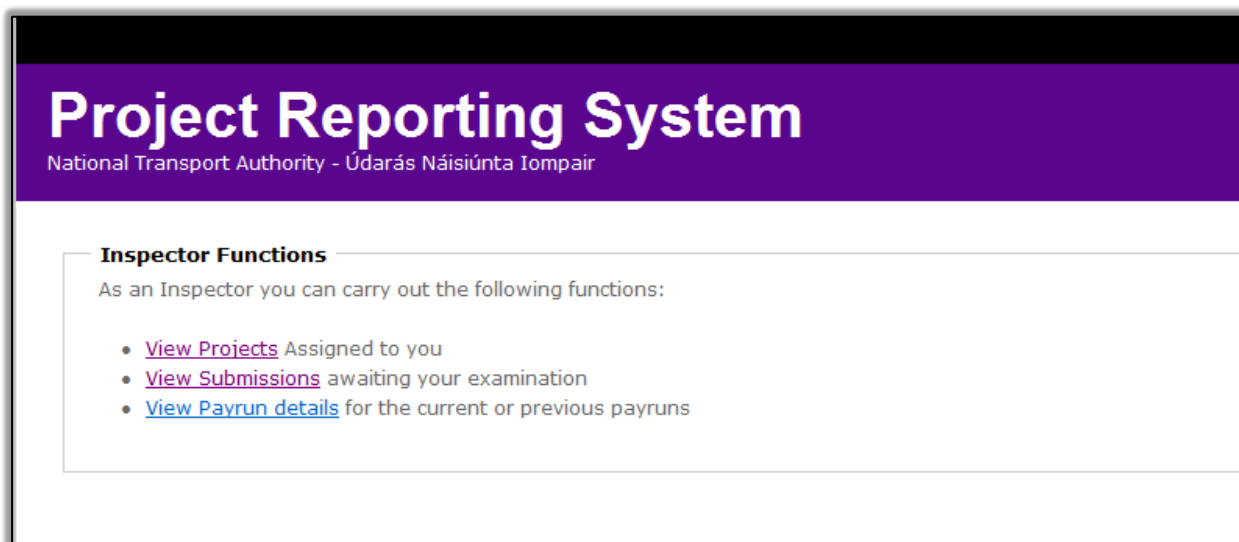 Project Reporting System
National Transport Authority - Údarás Náisiúnta Iompair
Inspector Functions
As an Inspector you can carry out the following functions:
• View Projects Assigned to you
• View Submissions awaiting your examination
• View Payrun details for the current or previous payruns